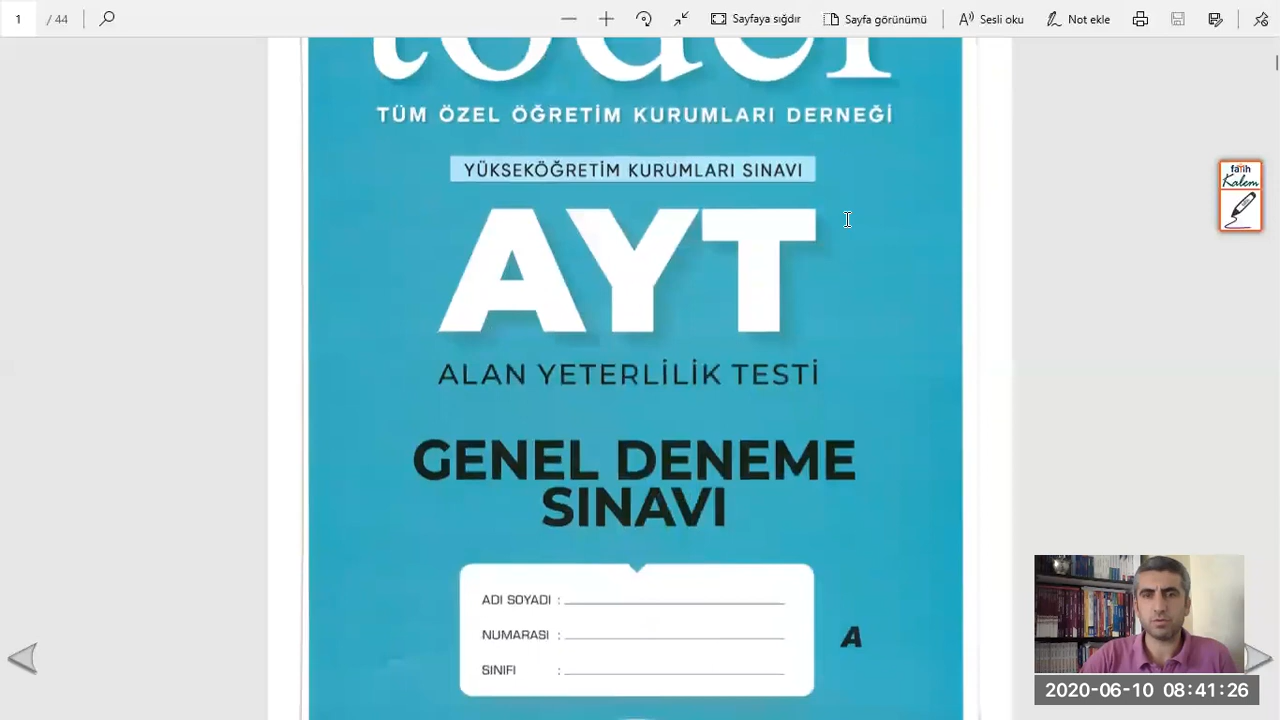 1 / 44 Sayfaya sığdır Sayfa görünümü Sesli oku Not ekle
töder
TÜM ÖZEL ÖĞRETİM KURUMLARI DERNEĞİ
YÜKSEKÖĞRETİM KURUMLARI SINAVI
AYT
ALAN YETERLİLİK TESTİ
GENEL DENEME
SINAVI
ADI SOYADI :
NUMARASI :
SINIFI :
A
fatih
Kalem
2020-06-10 08:41:26